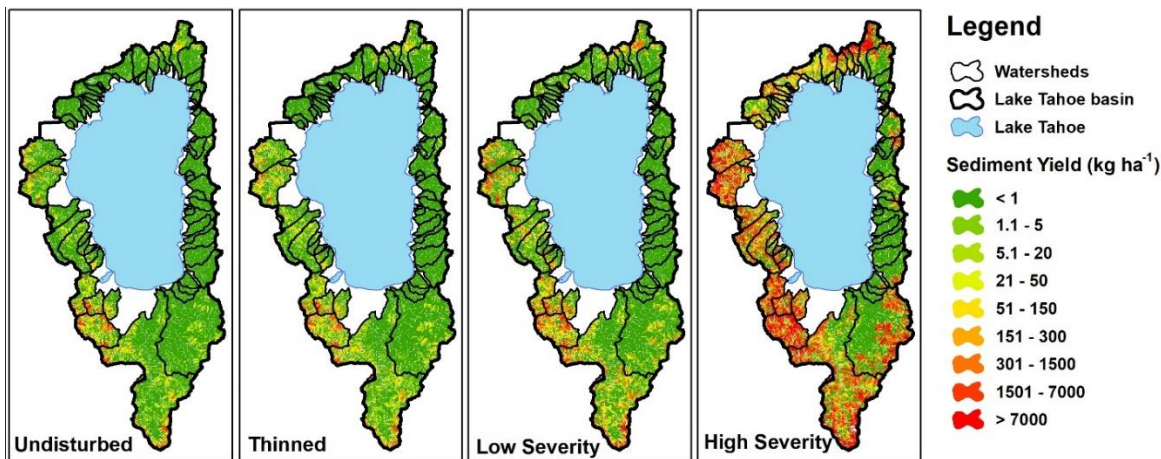 Undisturbed
Thinned
Low Severity
High Severity
Legend
Watersheds
Lake Tahoe basin
Lake Tahoe
Sediment Yield (kg ha⁻¹)
< 1
1.1 - 5
5.1 - 20
21 - 50
51 - 150
151 - 300
301 - 1500
1501 - 7000
> 7000